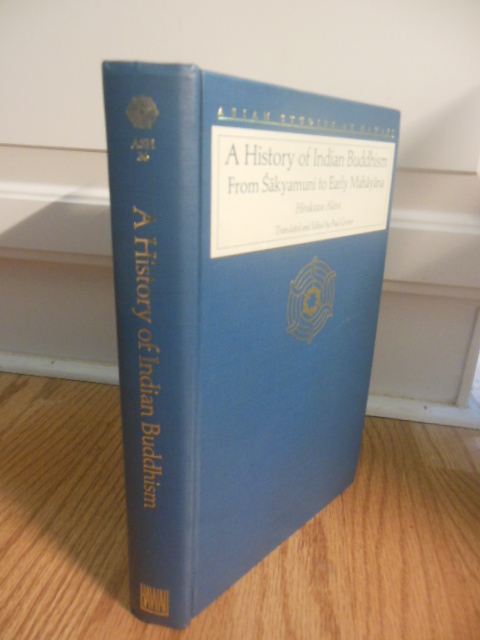 ASIAN STUDIES AT HAWAII
A History of Indian Buddhism
From Śākyamuni to Early Mahāyāna
Hirakawa Akira
Translated and Edited by Paul Groner
ASH
A History of Indian Buddhism